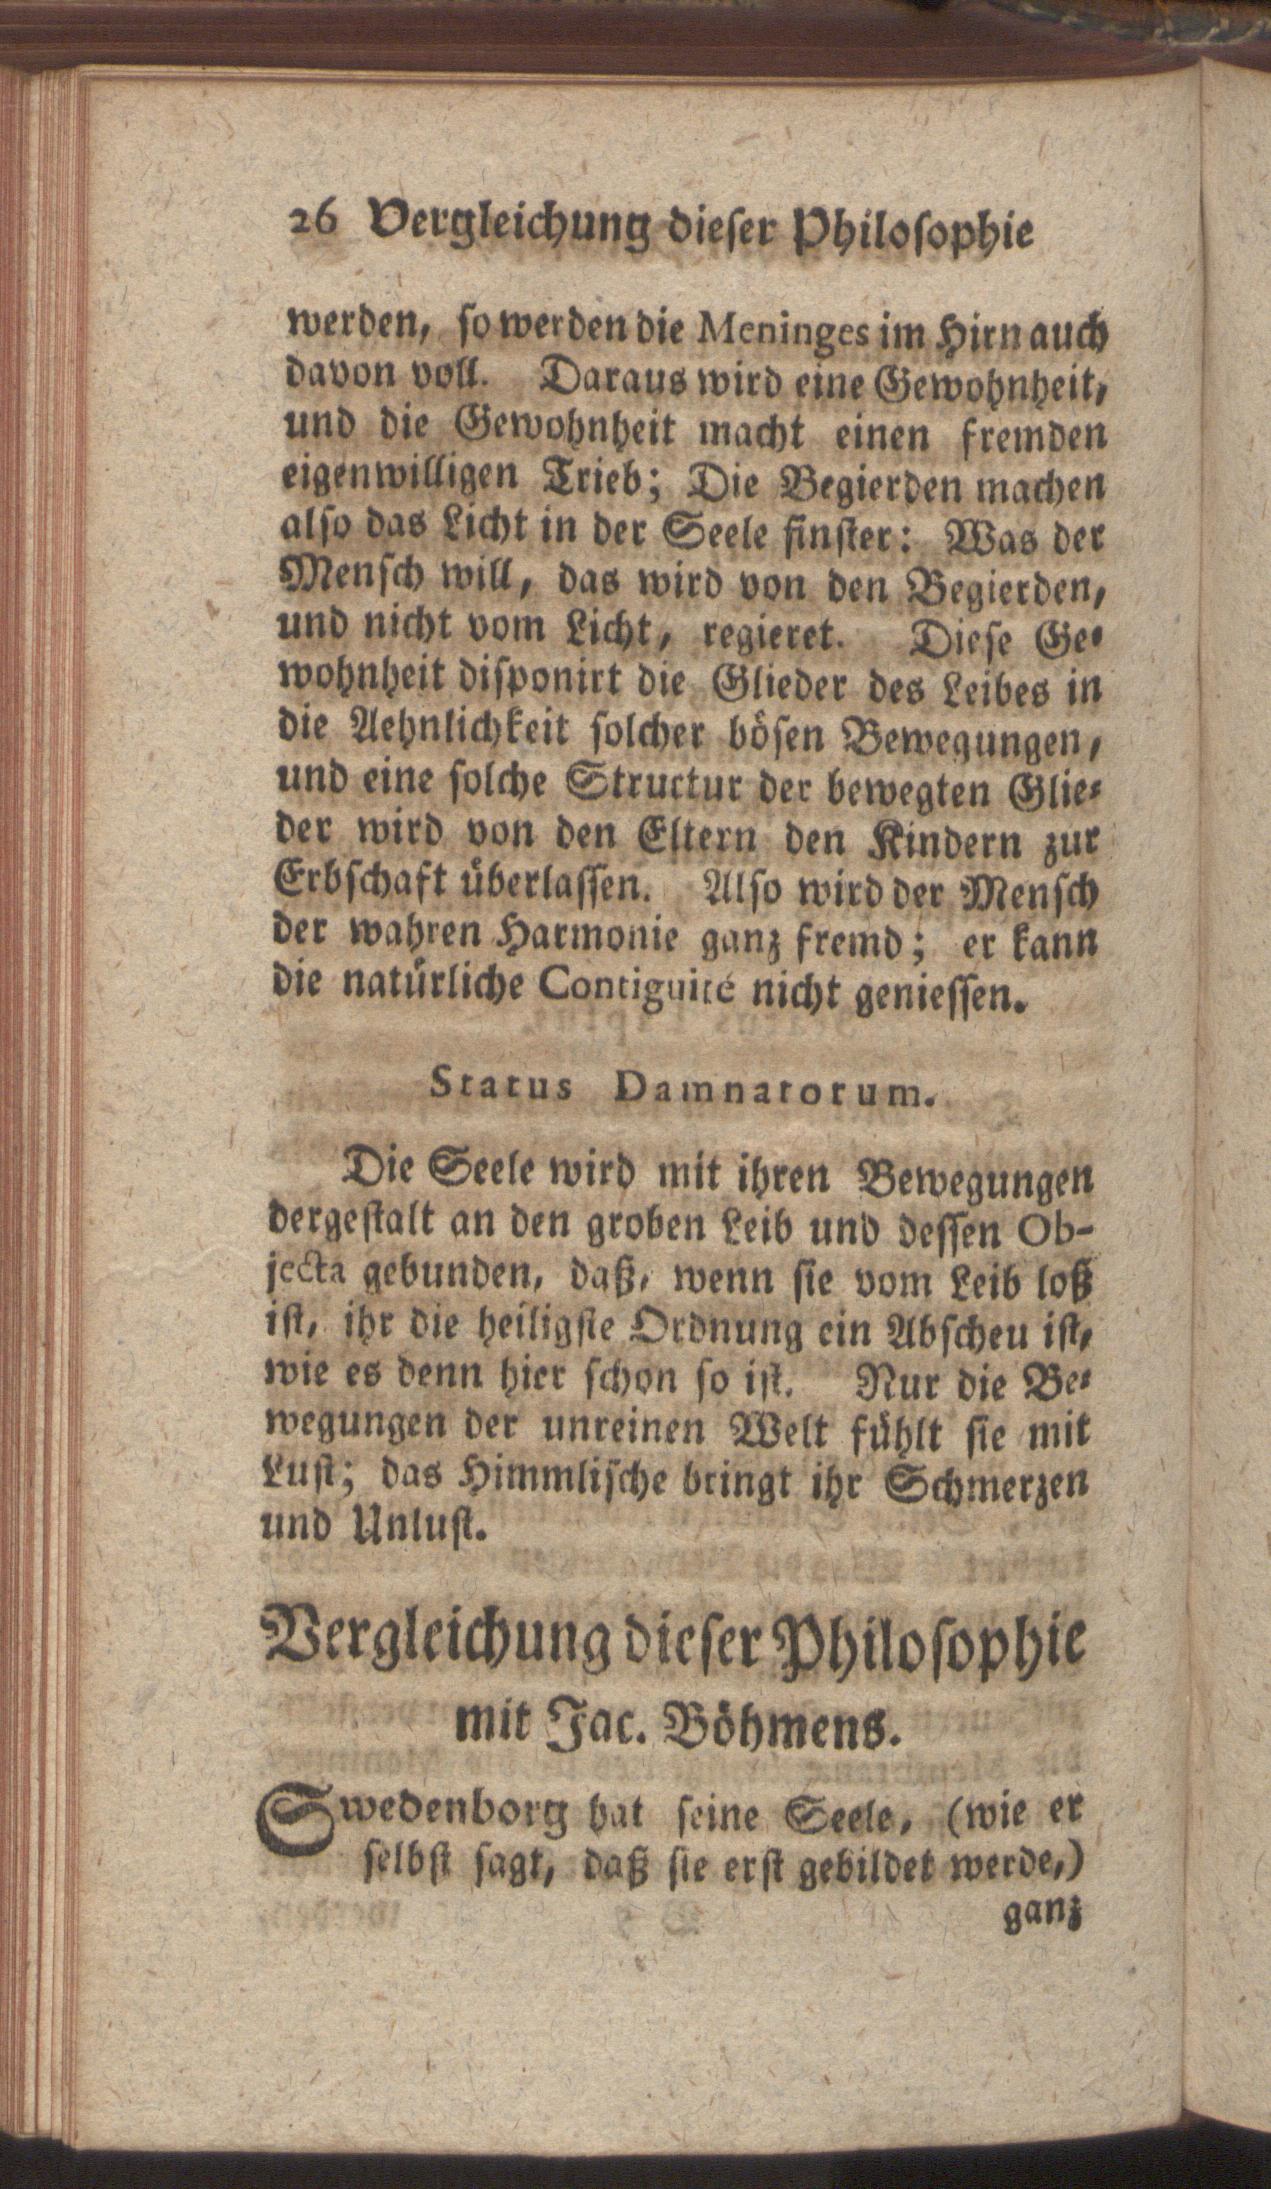 26 Vergleichung dieser Philosophie
werden, so werden die Meninges im Hirn auch
davon voll. Daraus wird eine Gewohnheit,
und die Gewohnheit macht einen fremden
eigenwilligen Trieb; Die Begierden machen
also das Licht in der Seele finster: Was der
Mensch will, das wird von den Begierden,
und nicht vom Licht, regieret. Diese Ge-
wohnheit disponirt die Glieder des Leibes in
die Aehnlichkeit solcher bösen Bewegungen,
und eine solche Structur der bewegten Glie-
der wird von den Eltern den Kindern zur
Erbschaft überlassen. Also wird der Mensch
der wahren Harmonie ganz fremd; er kann
die natürliche Contiguité nicht geniessen.
Status Damnatorum.
Die Seele wird mit ihren Bewegungen
dergestalt an den groben Leib und dessen Ob-
jecta gebunden, daß, wenn sie vom Leib loß
ist, ihr die heiligste Ordnung ein Abscheu ist,
wie es denn hier schon so ist. Nur die Be-
wegungen der unreinen Welt fühlt sie mit
Lust; das Himmlische bringt ihr Schmerzen
und Unlust.
Vergleichung dieser Philosophie
mit Jac. Böhmens.
Swedenborg hat seine Seele, (wie er
selbst sagt, daß sie erst gebildet werde,)
ganz